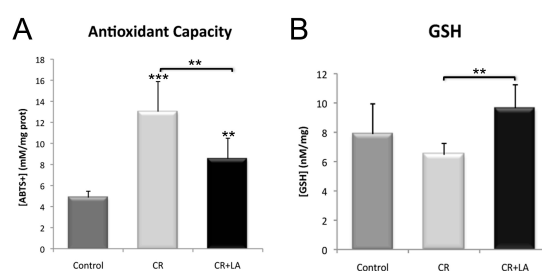 A
Antioxidant Capacity
[ABTS+] (mM/mg prot)
18
16
14
12
10
8
6
4
2
0
***
**
**
Control
CR
CR+LA
B
GSH
[GSH] (nM/mg)
12
10
8
6
4
2
0
**
Control
CR
CR+LA